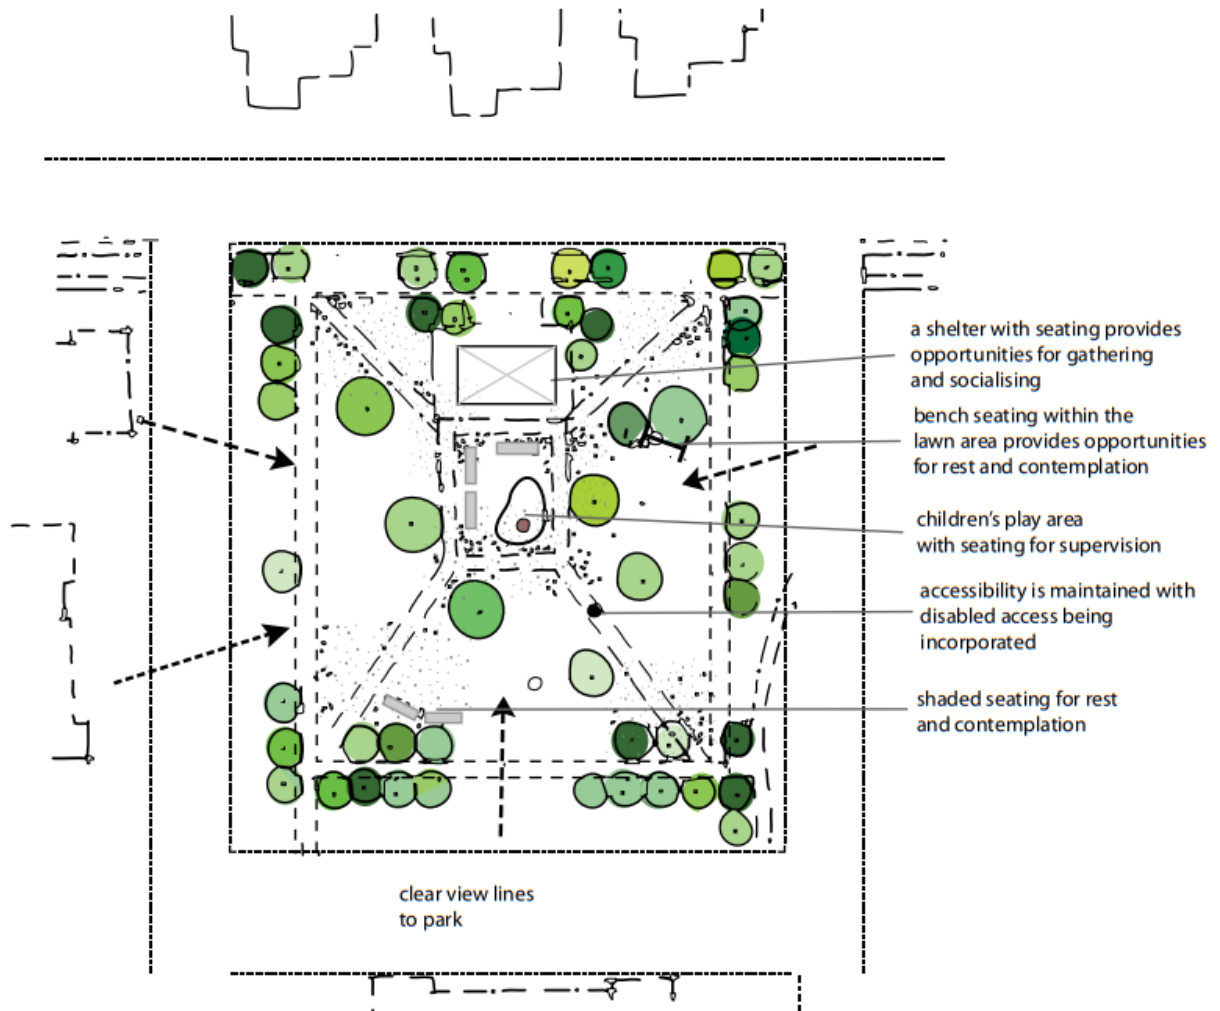 a shelter with seating provides
opportunities for gathering
and socialising
bench seating within the
lawn area provides opportunities
for rest and contemplation
children's play area
with seating for supervision
accessibility is maintained with
disabled access being
incorporated
shaded seating for rest
and contemplation
clear view lines
to park